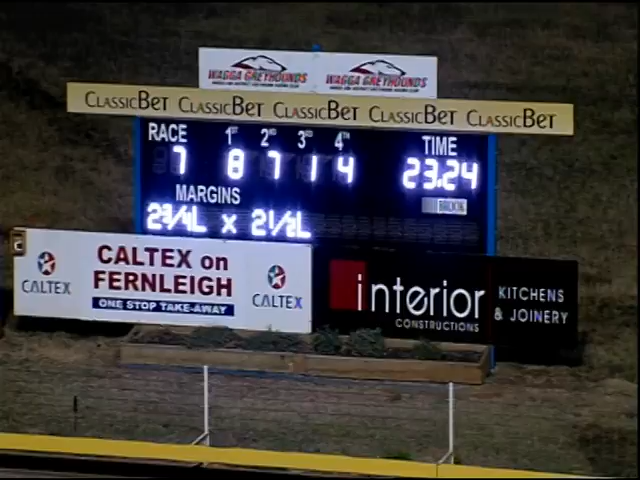 WAGGA GREYHOUNDS WAGGA GREYHOUNDS
CLASSICBET CLASSICBET CLASSICBET CLASSICBET CLASSICBET
RACE 1ST 2ND 3RD 4TH TIME
7 8 7 1 4 23.24
MARGINS
2¾L x 2½L
CALTEX on
FERNLEIGH
ONE STOP TAKE-AWAY
CALTEX
CALTEX
interior
CONSTRUCTIONS
KITCHENS
& JOINERY